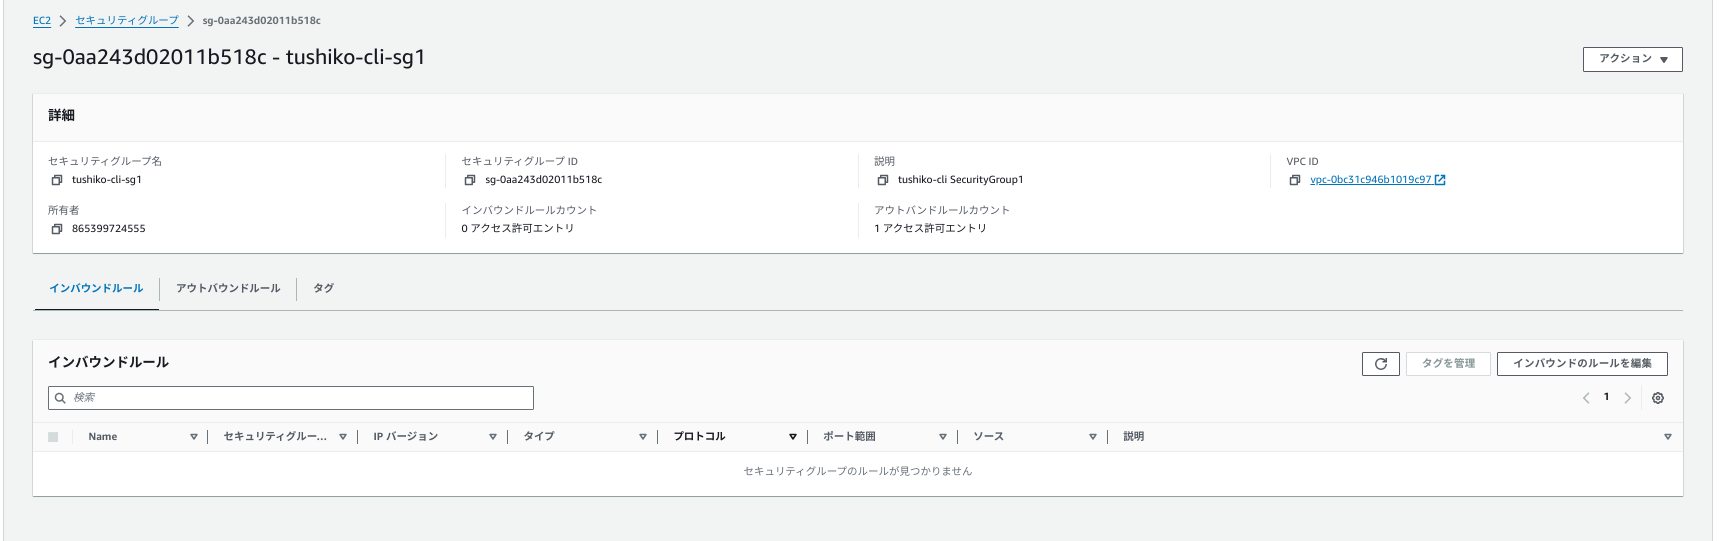 EC2 > セキュリティグループ > sg-0aa243d02011b518c
sg-0aa243d02011b518c - tushiko-cli-sg1
アクション
詳細
セキュリティグループ名
tushiko-cli-sg1
セキュリティグループ ID
sg-0aa243d02011b518c
説明
tushiko-cli SecurityGroup1
VPC ID
vpc-0bc31c946b1019c97
所有者
865399724555
インバウンドルールカウント
0 アクセス許可エントリ
アウトバンドルールカウント
1 アクセス許可エントリ
インバウンドルール アウトバウンドルール タグ
インバウンドルール
タグを管理 インバウンドのルールを編集
検索
1
Name セキュリティグルー... IP バージョン タイプ プロトコル ポート範囲 ソース 説明
セキュリティグループのルールが見つかりません